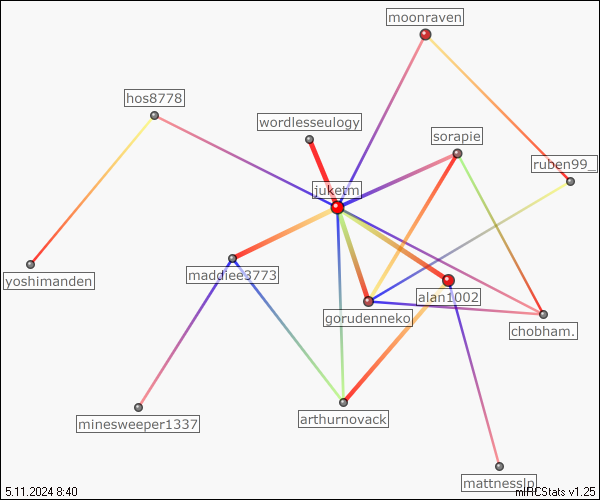 moonraven
hos8778
wordlesseulogy
sorapie
ruben99_
juketm
yoshimanden
maddiee3773
alan1002
gorudenneko
chobham.
minesweeper1337
arthurnovack
mattnesslp
5.11.2024 8:40
mIRCStats v1.25